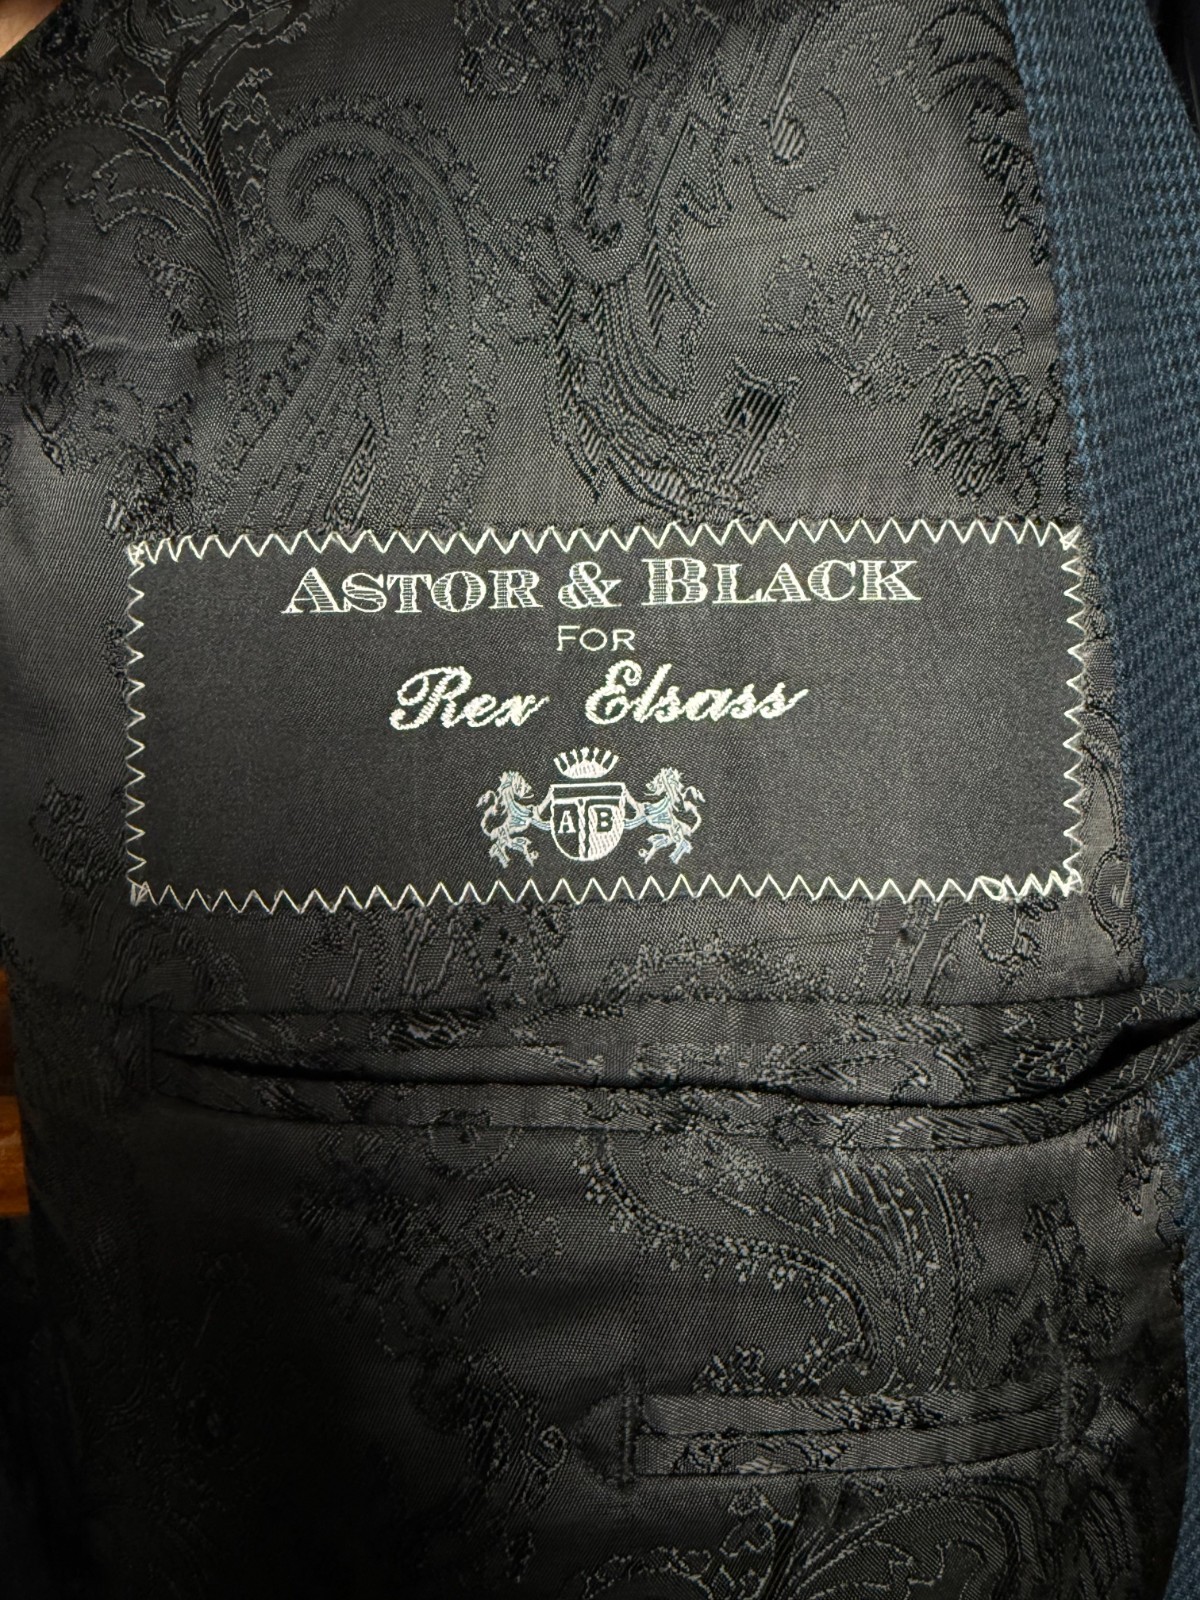 ASTOR & BLACK
FOR
Rex Elsass
A B